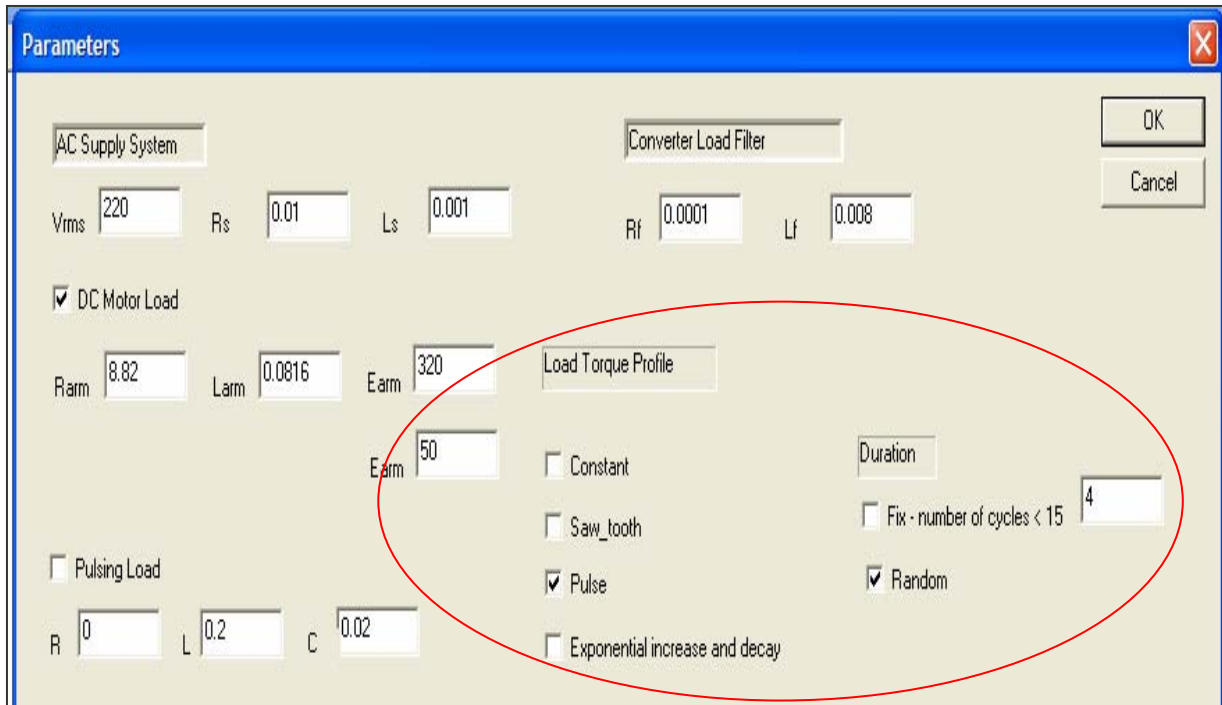 Parameters
AC Supply System
Converter Load Filter
OK
Cancel
Vrms 220 Rs 0.01 Ls 0.001 Rf 0.0001 Lf 0.008
DC Motor Load
Rarm 8.82 Larm 0.0816 Earm 320
Load Torque Profile
Earm 50
Constant
Duration
Saw_tooth
Fix - number of cycles < 15 4
Pulsing Load
Pulse
Random
R 0 L 0.2 C 0.02
Exponential increase and decay